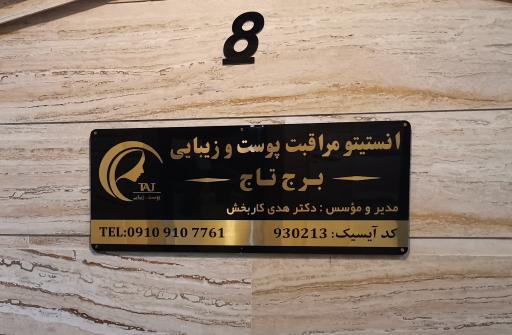 8
انستیتو مراقبت پوست و زیبایی
برج تاج
TAJ
پوست . زیبایی
مدیر و مؤسس : دکتر هدی کاربخش
کد آیسیک: 930213
TEL:0910 910 7761